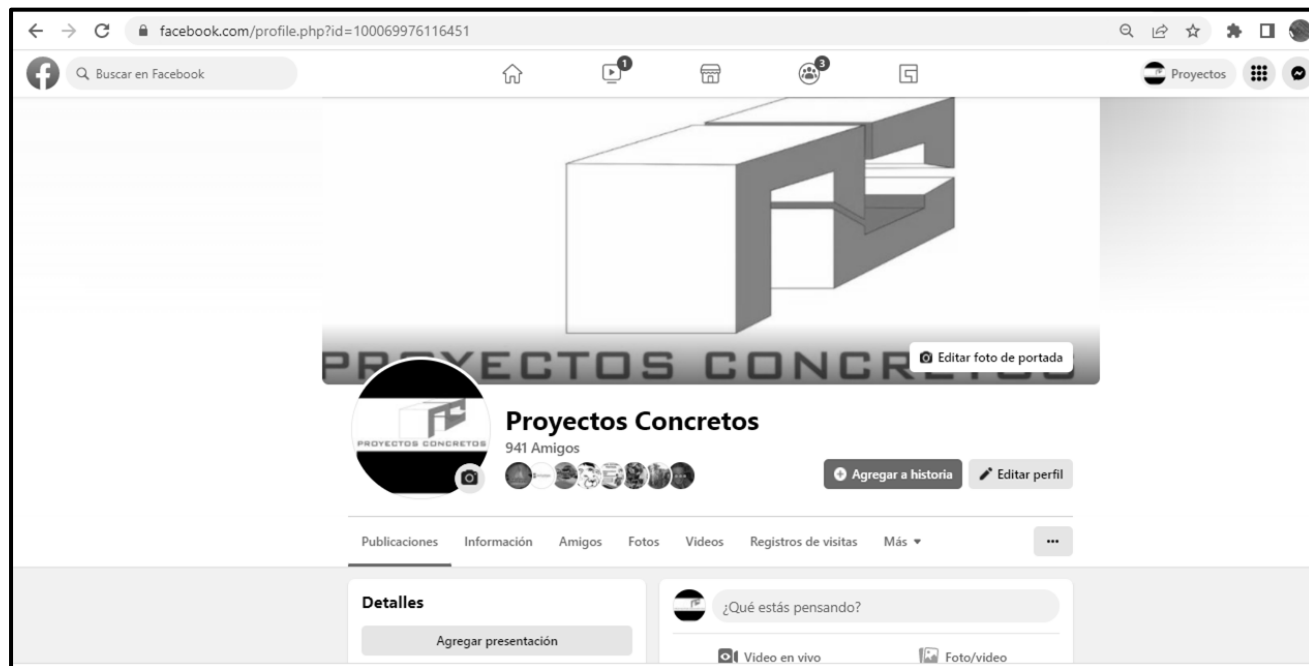 facebook.com/profile.php?id=100069976116451
Buscar en Facebook
1
3
Proyectos
PROYECTOS CONCRETOS
Editar foto de portada
PROYECTOS CONCRETOS
Proyectos Concretos
941 Amigos
Agregar a historia
Editar perfil
Publicaciones Información Amigos Fotos Videos Registros de visitas Más
Detalles
¿Qué estás pensando?
Agregar presentación
Video en vivo
Foto/video